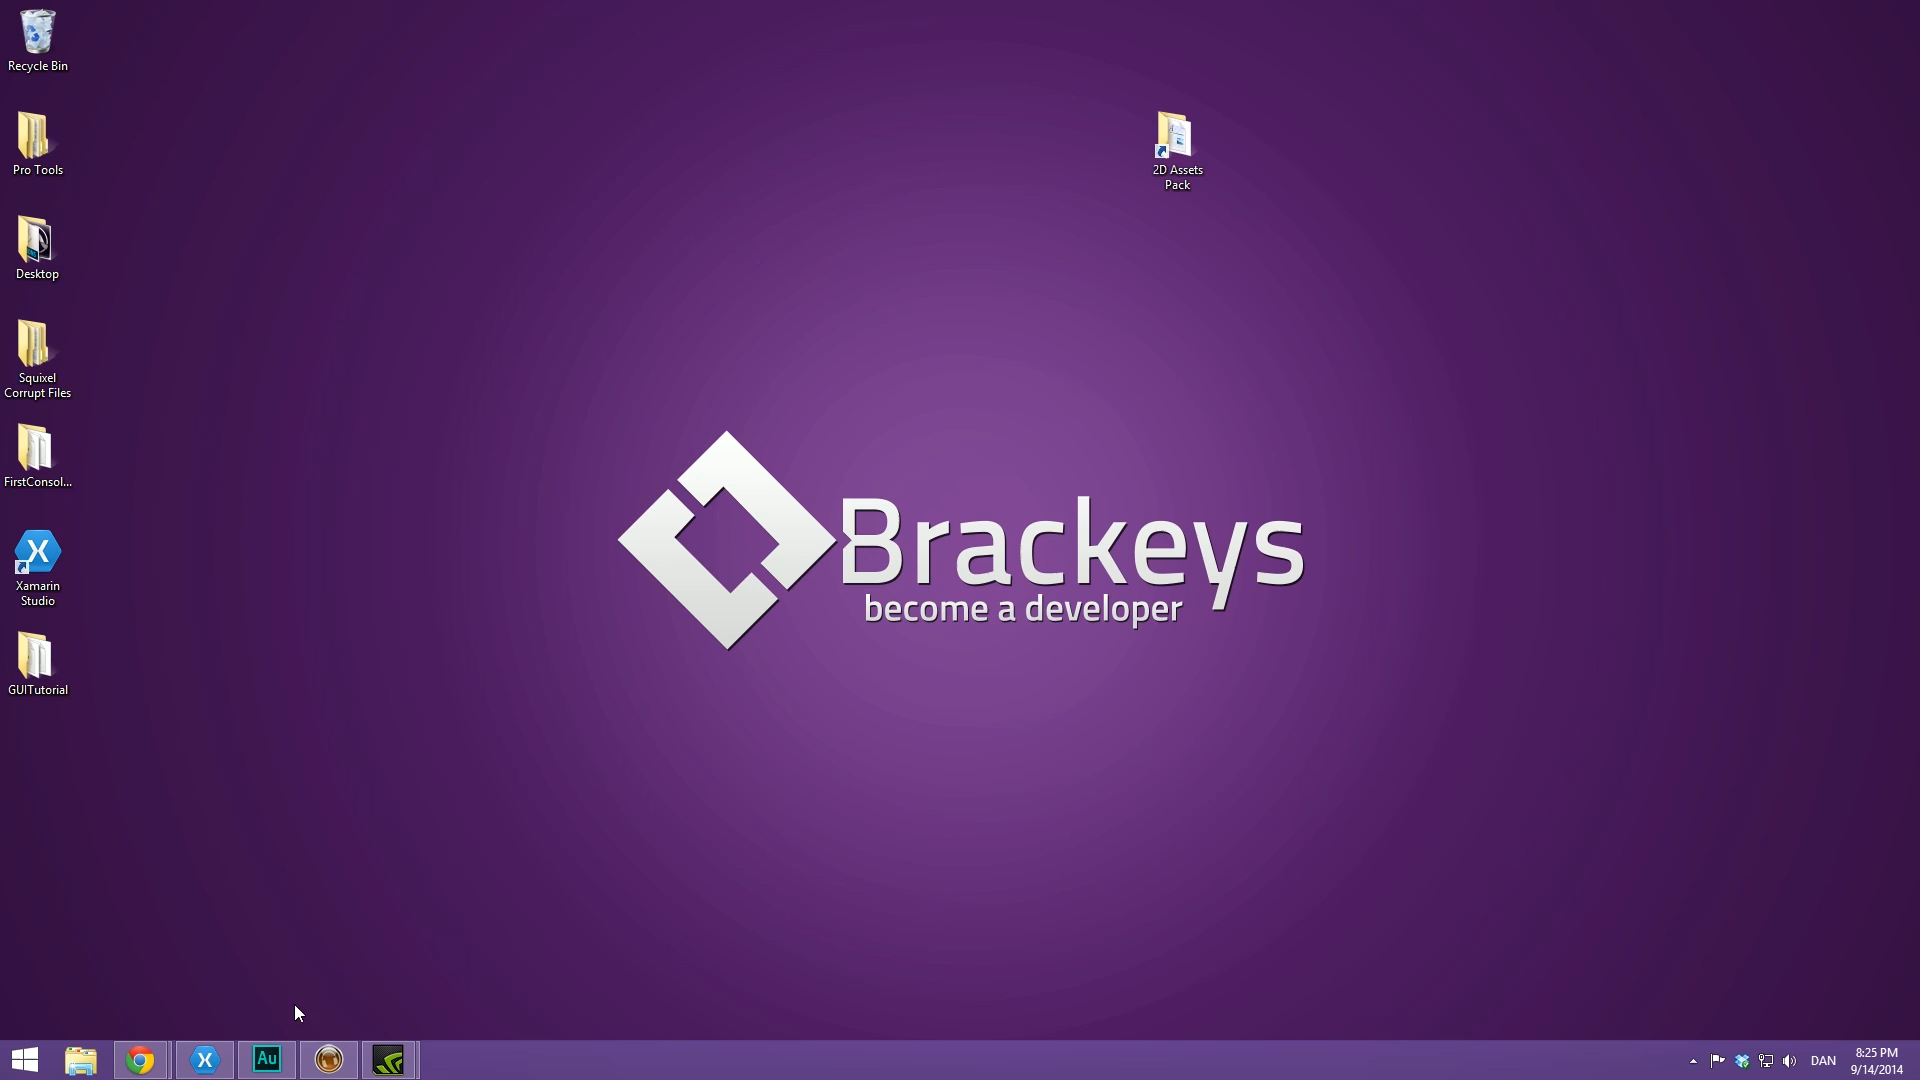 Recycle Bin
Pro Tools
Desktop
Squixel
Corrupt Files
FirstConsol...
Xamarin
Studio
GUITutorial
2D Assets
Pack
Brackeys
become a developer
Au
DAN
8:25 PM
9/14/2014